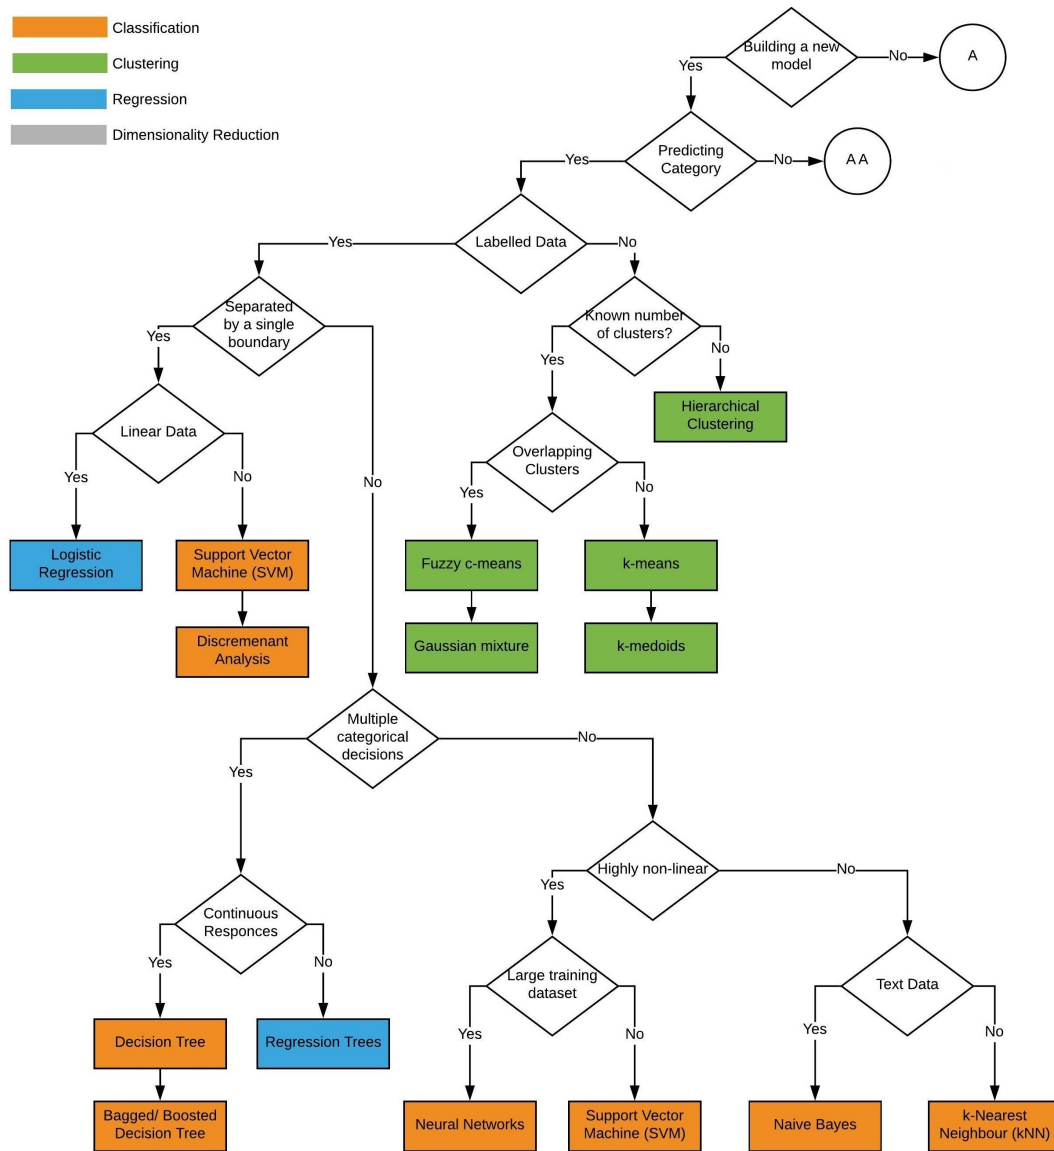 Classification
Clustering
Regression
Dimensionality Reduction
Building a new
model
No
A
Yes
Predicting
Category
No
A A
Yes
Labelled Data
Yes
No
Separated
by a single
boundary
Known number
of clusters?
Yes
No
Yes
No
Hierarchical
Clustering
Linear Data
Overlapping
Clusters
Yes
No
Yes
No
Logistic
Regression
Support Vector
Machine (SVM)
Fuzzy c-means
k-means
Discremenant
Analysis
Gaussian mixture
k-medoids
Multiple
categorical
decisions
Yes
No
Highly non-linear
Yes
No
Continuous
Responces
Yes
No
Large training
dataset
Text Data
Yes
No
Yes
No
Decision Tree
Regression Trees
Bagged/ Boosted
Decision Tree
Neural Networks
Support Vector
Machine (SVM)
Naive Bayes
k-Nearest
Neighbour (kNN)